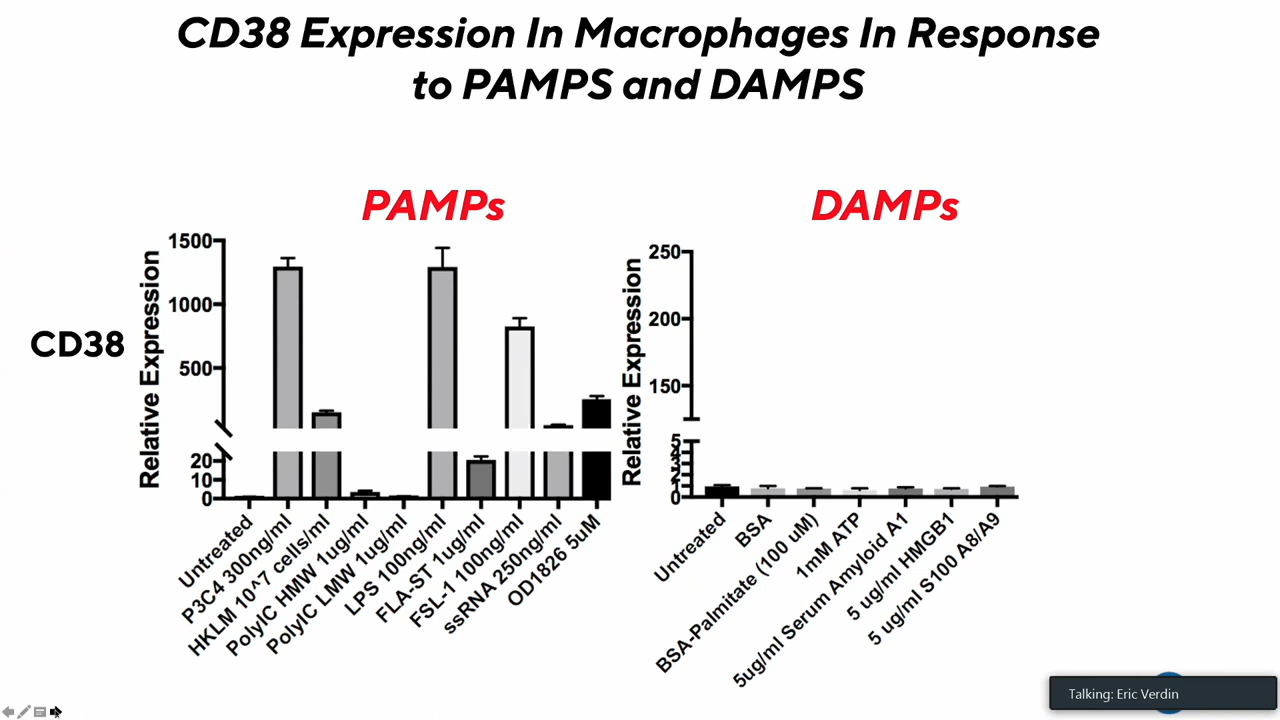 CD38 Expression In Macrophages In Response
to PAMPS and DAMPS
PAMPs
DAMPs
CD38
Relative Expression
1500
1000
500
20
10
0
Untreated
P3C4 300ng/ml
HKLM 10^7 cells/ml
PolyIC HMW 1ug/ml
PolyIC LMW 1ug/ml
LPS 100ng/ml
FLA-ST 1ug/ml
FSL-1 100ng/ml
ssRNA 250ng/ml
OD1826 5uM
Relative Expression
250
200
150
5
4
3
2
1
0
Untreated
BSA
BSA-Palmitate (100 uM)
1mM ATP
5ug/ml Serum Amyloid A1
5 ug/ml HMGB1
5 ug/ml S100 A8/A9
Talking: Eric Verdin